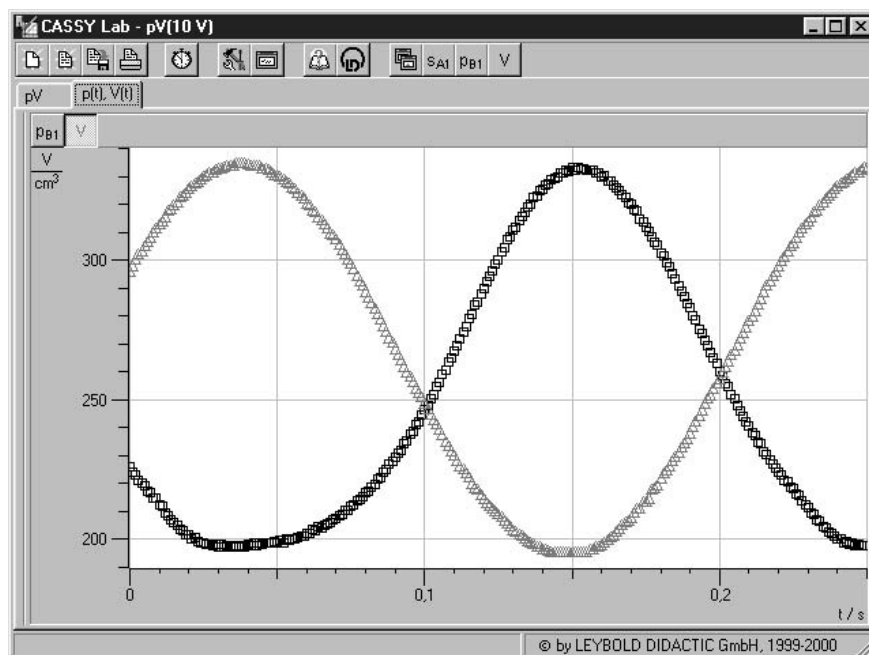 CASSY Lab - pV(10 V)
sA1 pB1 V
pV p(t), V(t)
pB1 V
V
cm³
300
250
200
0 0,1 0,2
t / s
© by LEYBOLD DIDACTIC GmbH, 1999-2000